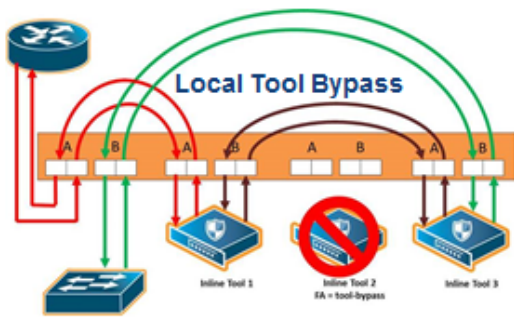 Local Tool Bypass
A B A B A B A B
Inline Tool 1
Inline Tool 2
FA = tool-bypass
Inline Tool 3